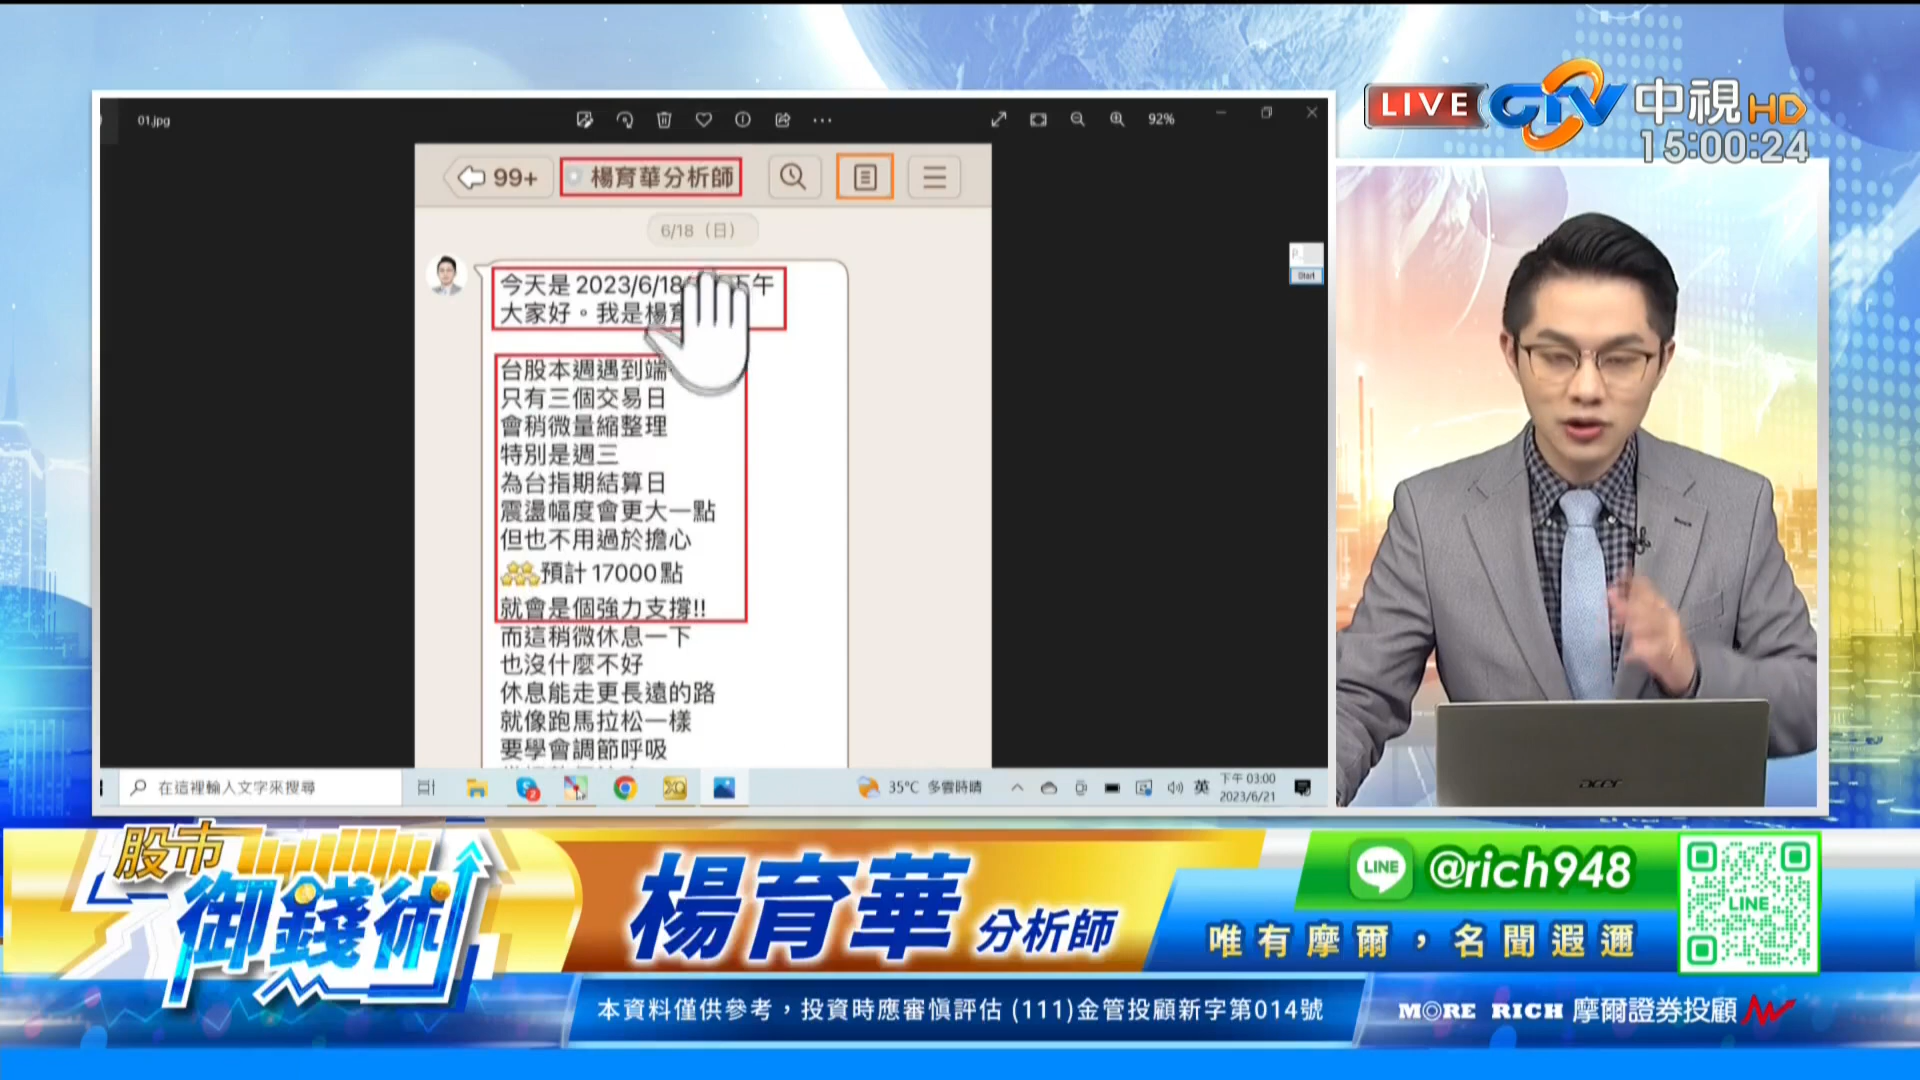 LIVE CTV 中視 HD
15:00:24
01.jpg
92%
99+
楊育華分析師
6/18（日）
今天是 2023/6/18 下午
大家好。我是楊育
台股本週遇到端
只有三個交易日
會稍微量縮整理
特別是週三
為台指期結算日
震盪幅度會更大一點
但也不用過於擔心
預計17000點
就會是個強力支撐!!
而這稍微休息一下
也沒什麼不好
休息能走更長遠的路
就像跑馬拉松一樣
要學會調節呼吸
Start
在這裡輸入文字來搜尋
2
35°C 多雲時晴
英
下午 03:00
2023/6/21
acer
股市
御錢術
楊育華 分析師
LINE @rich948
LINE
唯有摩爾，名聞遐邇
本資料僅供參考，投資時應審慎評估 (111)金管投顧新字第014號
MORE RICH 摩爾證券投顧